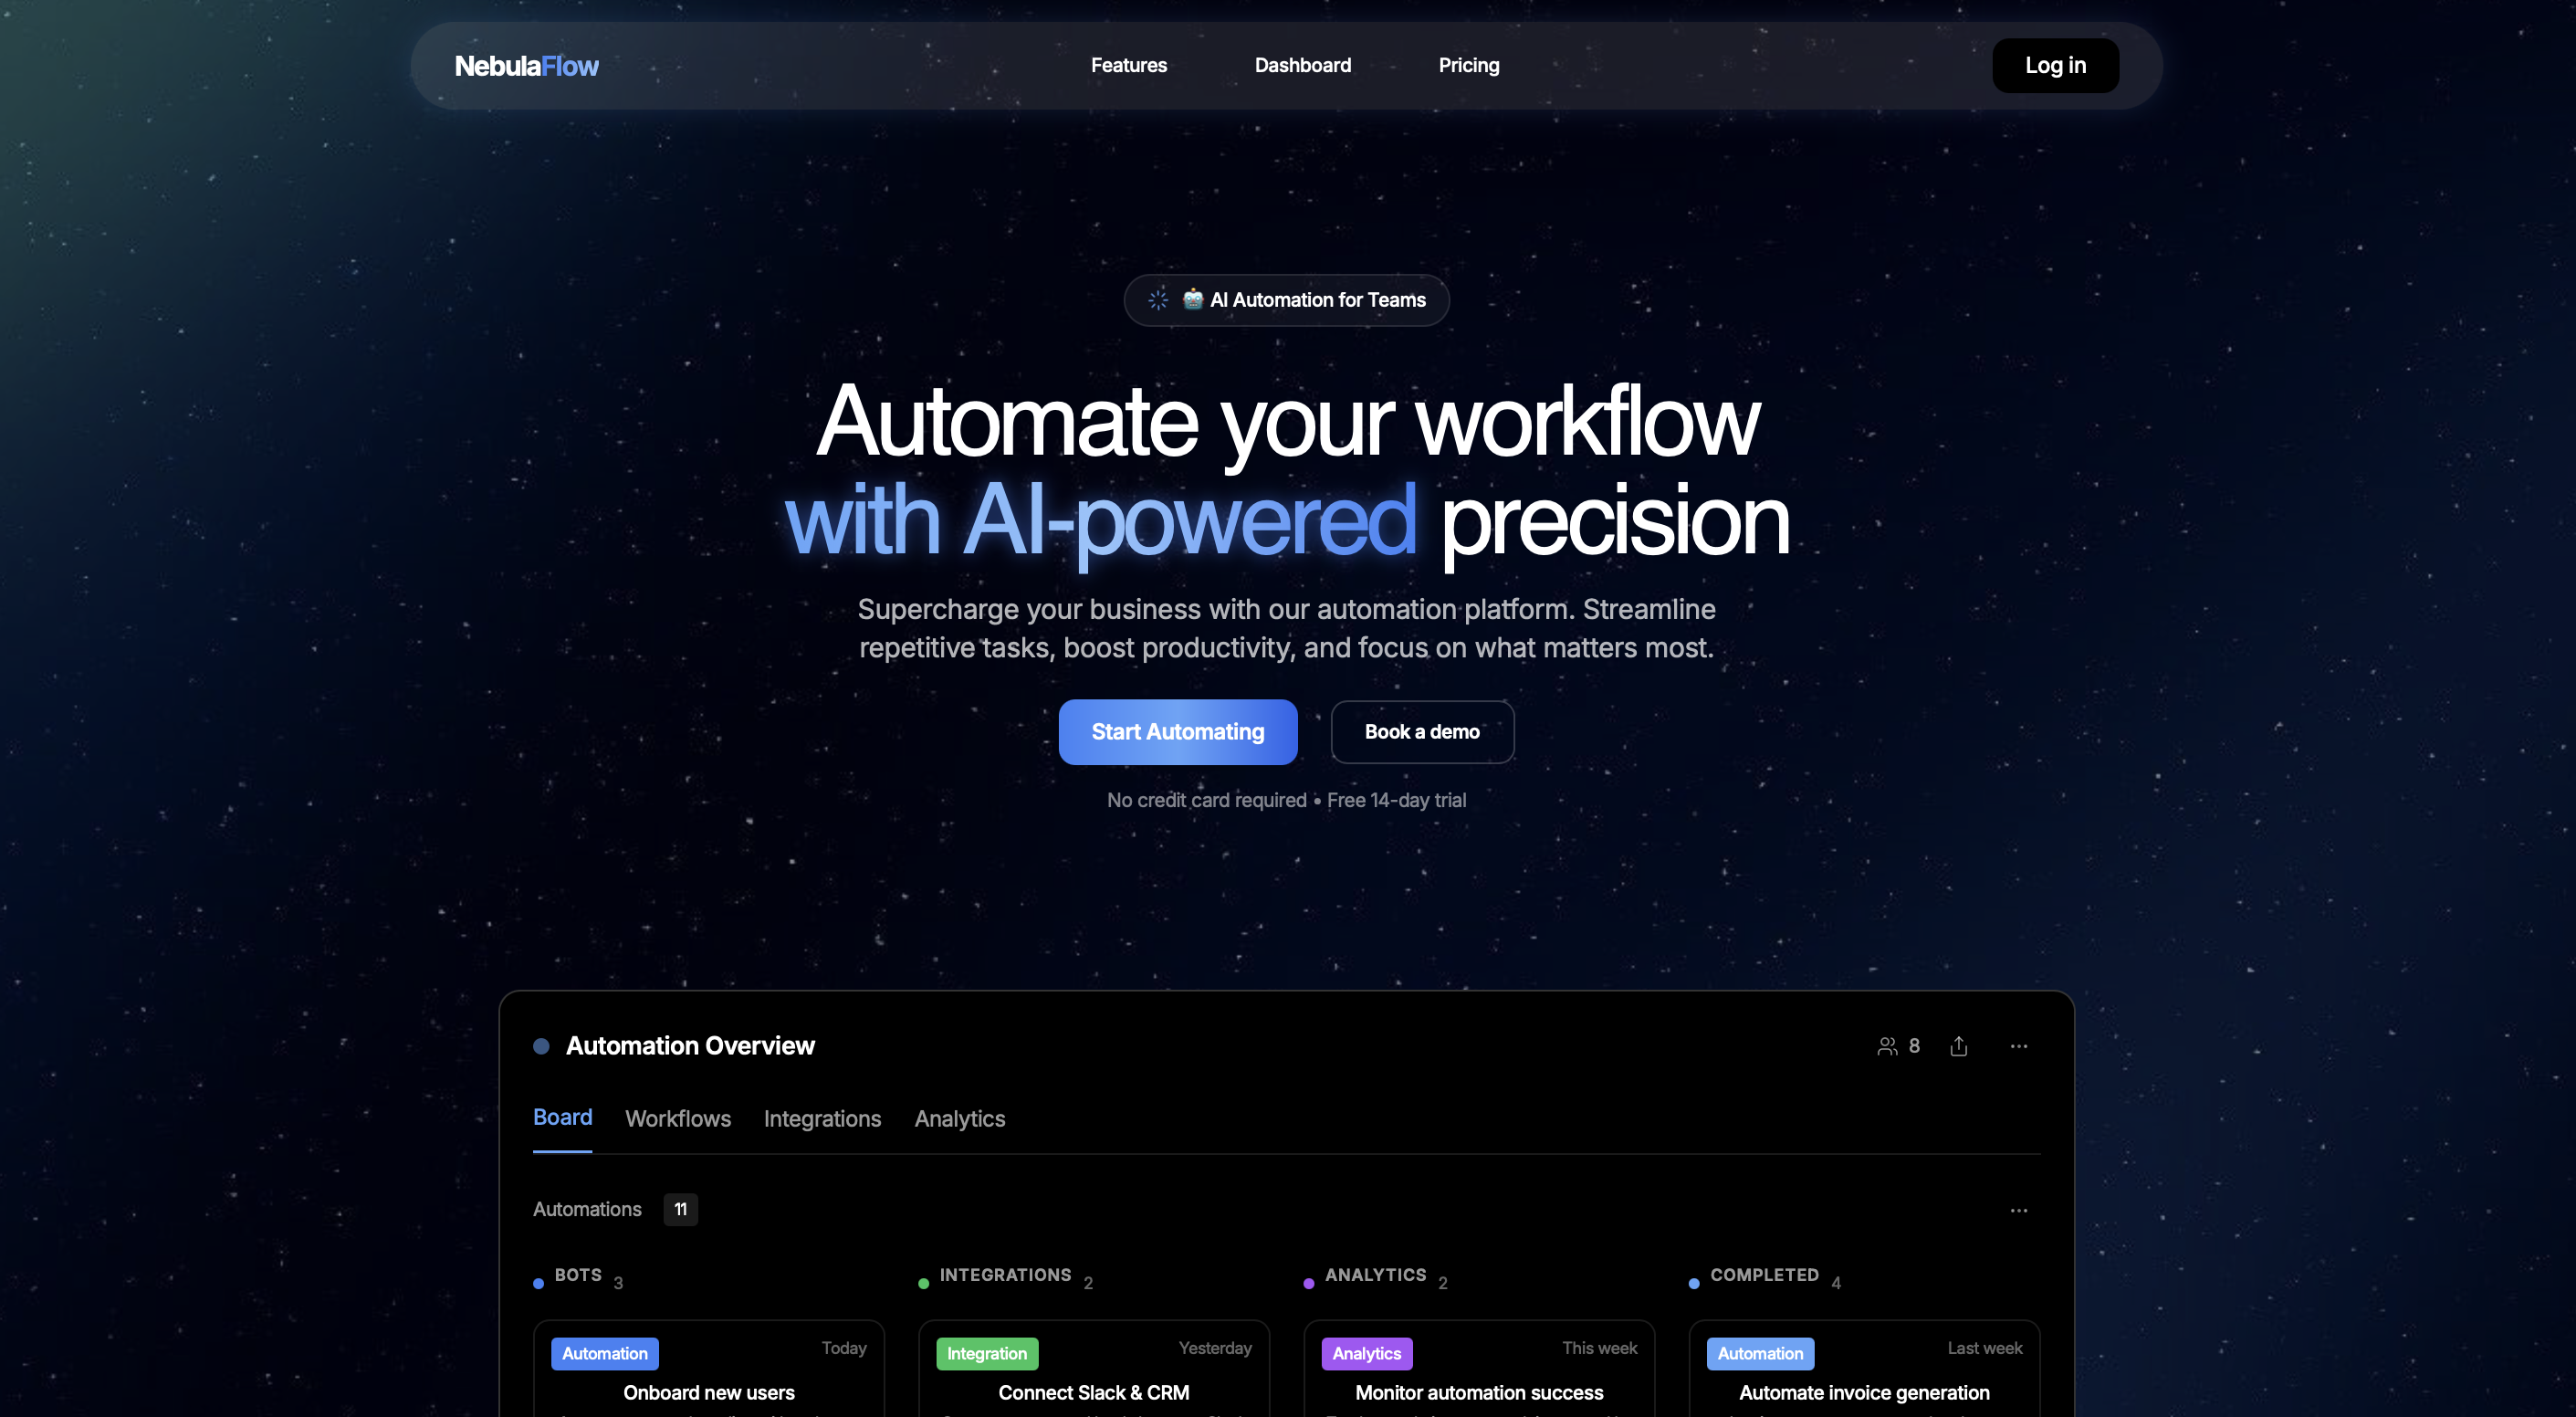 NebulaFlow
Features
Dashboard
Pricing
Log in
🤖 AI Automation for Teams
Automate your workflow
with AI-powered precision
Supercharge your business with our automation platform. Streamline
repetitive tasks, boost productivity, and focus on what matters most.
Start Automating
Book a demo
No credit card required • Free 14-day trial
Automation Overview
8
Board
Workflows
Integrations
Analytics
Automations 11
BOTS 3
INTEGRATIONS 2
ANALYTICS 2
COMPLETED 4
Automation
Today
Onboard new users
Integration
Yesterday
Connect Slack & CRM
Analytics
This week
Monitor automation success
Automation
Last week
Automate invoice generation